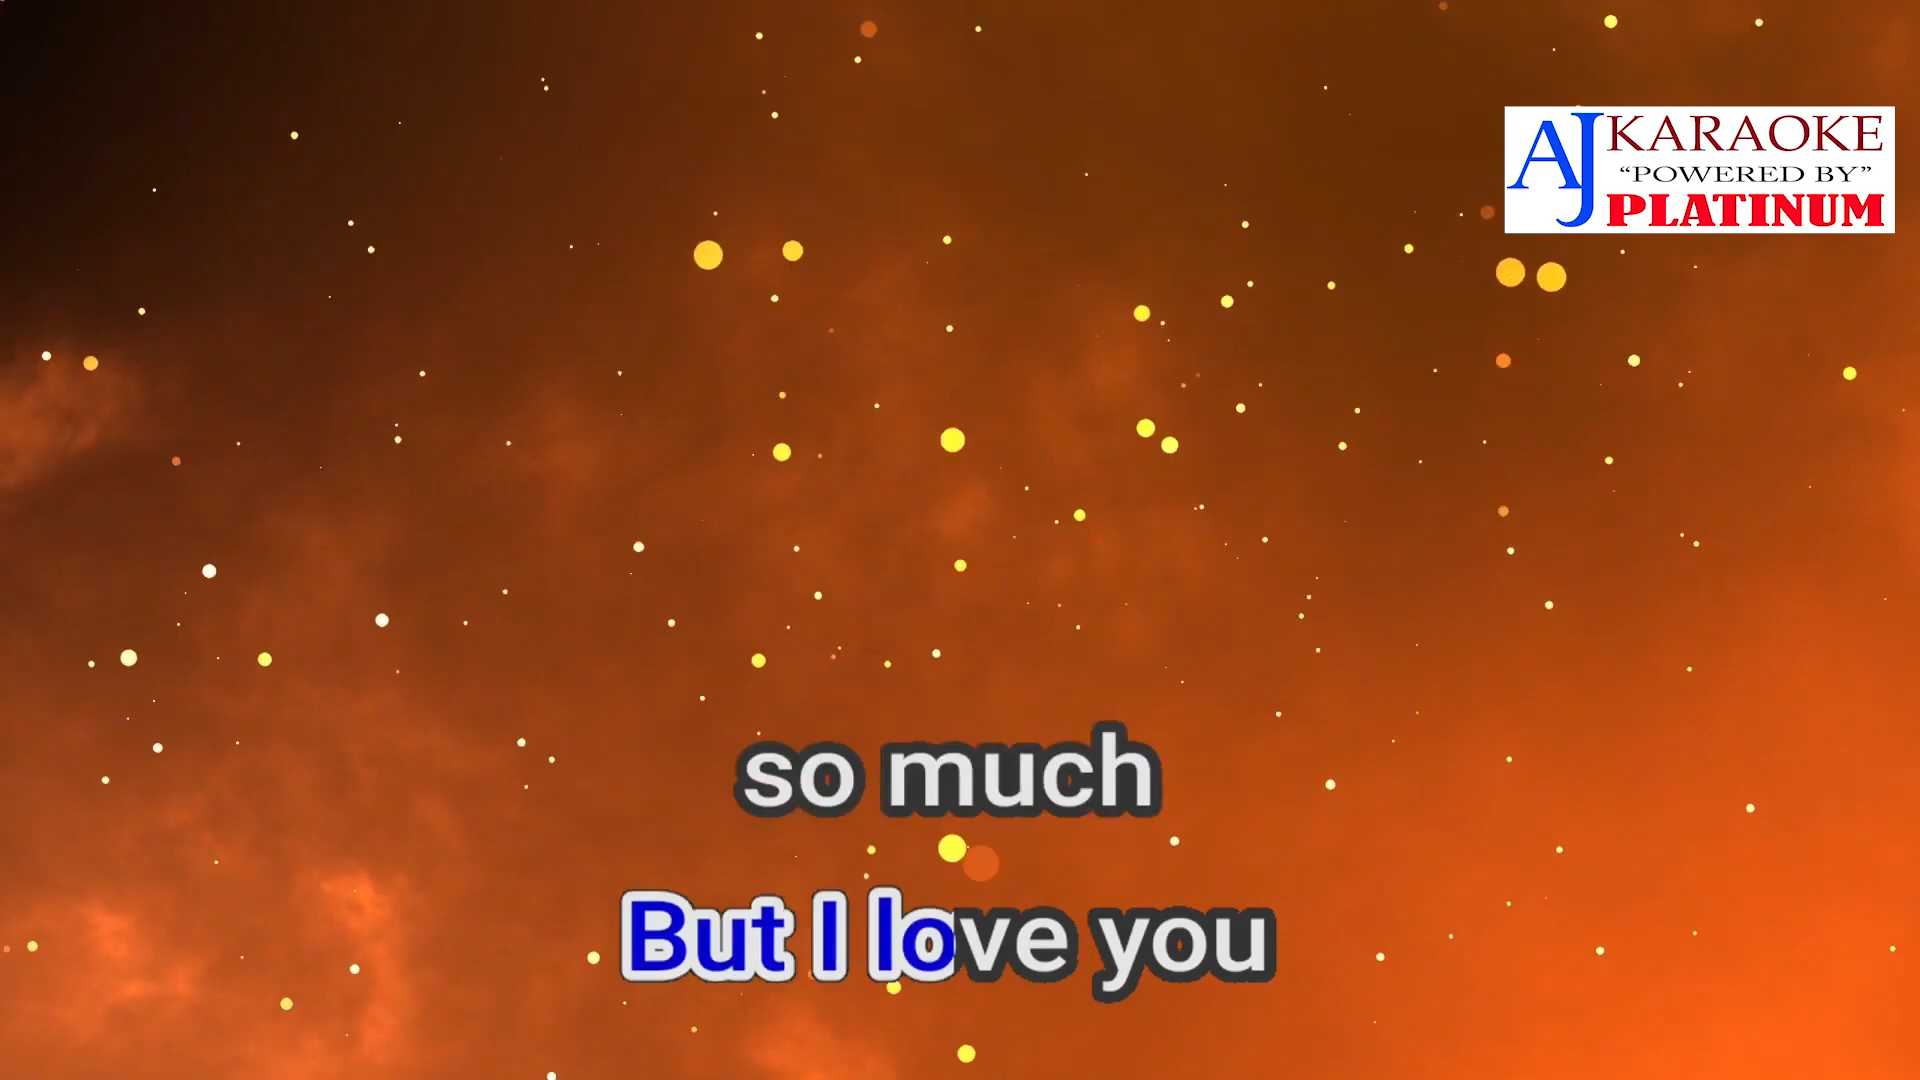 AJ KARAOKE
“POWERED BY”
PLATINUM
so much
But I love you